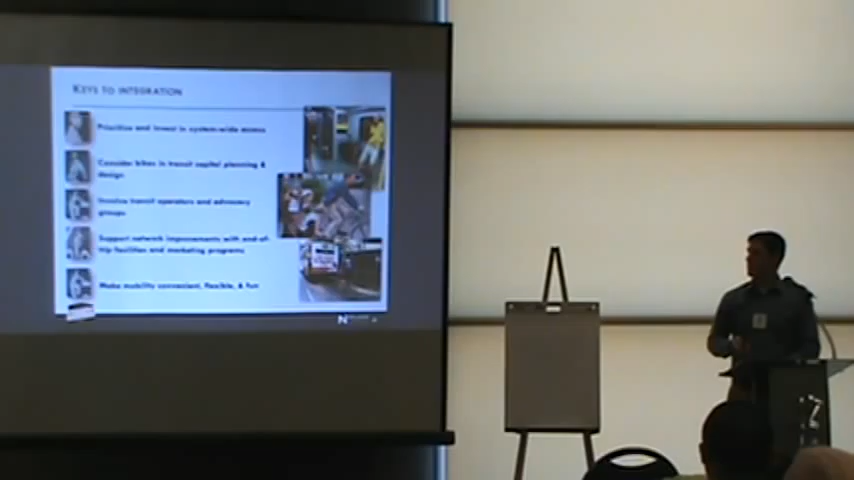 KEYS TO INTEGRATION
Prioritize and invest in system-wide access
Consider bikes in transit capital planning &
design
Involve transit operators and advocacy
groups
Support network improvements with end-of-
trip facilities and marketing programs
Make mobility convenient, flexible, & fun